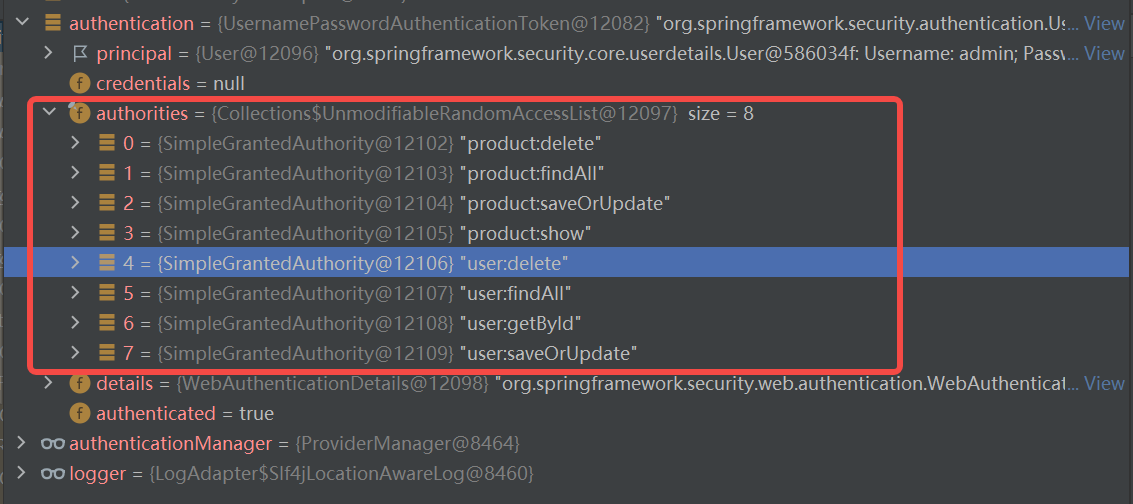 authentication = {UsernamePasswordAuthenticationToken@12082} "org.springframework.security.authentication.Us... View
principal = {User@12096} "org.springframework.security.core.userdetails.User@586034f: Username: admin; Passw... View
f credentials = null
f authorities = {Collections$UnmodifiableRandomAccessList@12097} size = 8
0 = {SimpleGrantedAuthority@12102} "product:delete"
1 = {SimpleGrantedAuthority@12103} "product:findAll"
2 = {SimpleGrantedAuthority@12104} "product:saveOrUpdate"
3 = {SimpleGrantedAuthority@12105} "product:show"
4 = {SimpleGrantedAuthority@12106} "user:delete"
5 = {SimpleGrantedAuthority@12107} "user:findAll"
6 = {SimpleGrantedAuthority@12108} "user:getById"
7 = {SimpleGrantedAuthority@12109} "user:saveOrUpdate"
f details = {WebAuthenticationDetails@12098} "org.springframework.security.web.authentication.WebAuthenticat... View
f authenticated = true
authenticationManager = {ProviderManager@8464}
logger = {LogAdapter$Slf4jLocationAwareLog@8460}